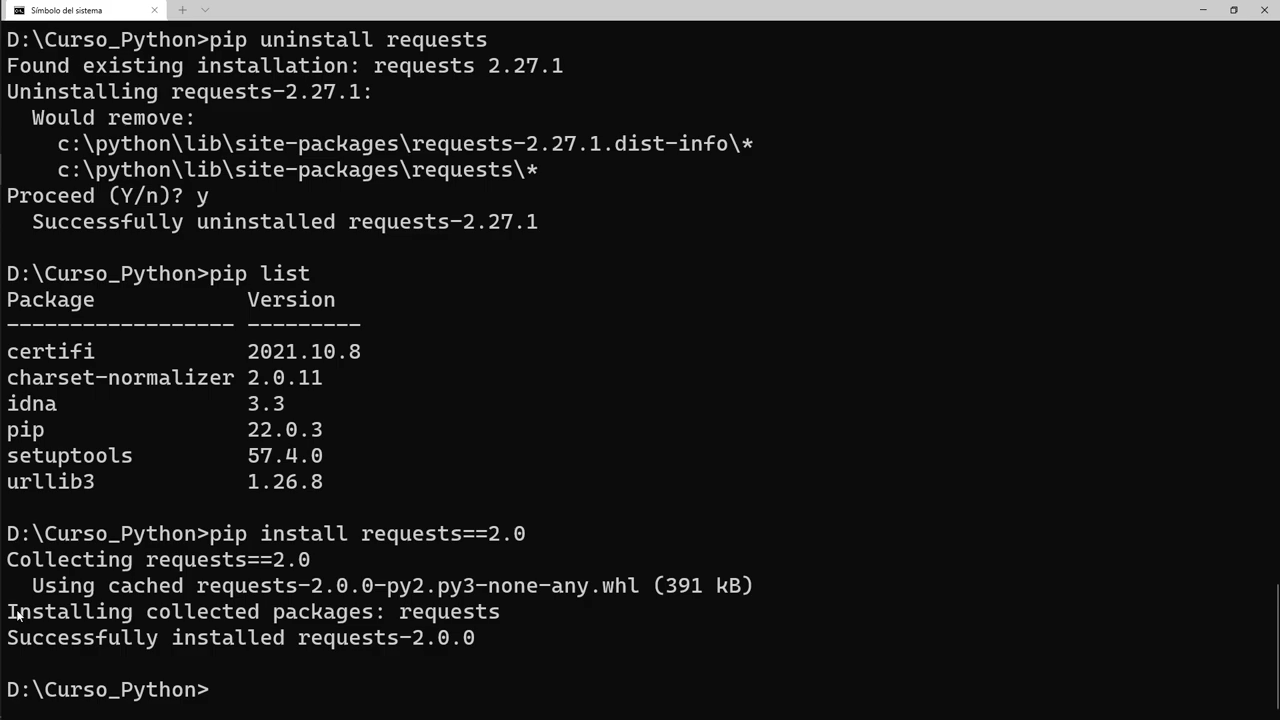 Símbolo del sistema
D:\Curso_Python>pip uninstall requests
Found existing installation: requests 2.27.1
Uninstalling requests-2.27.1:
  Would remove:
    c:\python\lib\site-packages\requests-2.27.1.dist-info\*
    c:\python\lib\site-packages\requests\*
Proceed (Y/n)? y
  Successfully uninstalled requests-2.27.1
D:\Curso_Python>pip list
Package            Version
------------------ ---------
certifi            2021.10.8
charset-normalizer 2.0.11
idna               3.3
pip                22.0.3
setuptools         57.4.0
urllib3            1.26.8
D:\Curso_Python>pip install requests==2.0
Collecting requests==2.0
  Using cached requests-2.0.0-py2.py3-none-any.whl (391 kB)
Installing collected packages: requests
Successfully installed requests-2.0.0
D:\Curso_Python>